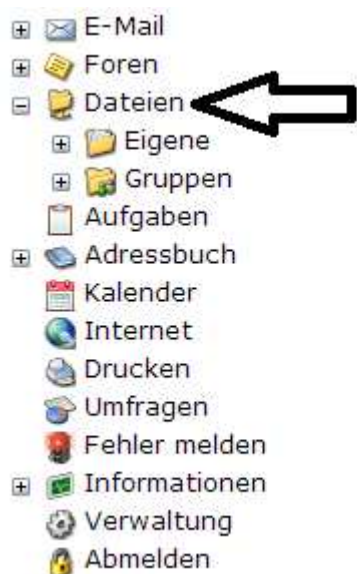 E-Mail
Foren
Dateien
Eigene
Gruppen
Aufgaben
Adressbuch
Kalender
Internet
Drucken
Umfragen
Fehler melden
Informationen
Verwaltung
Abmelden